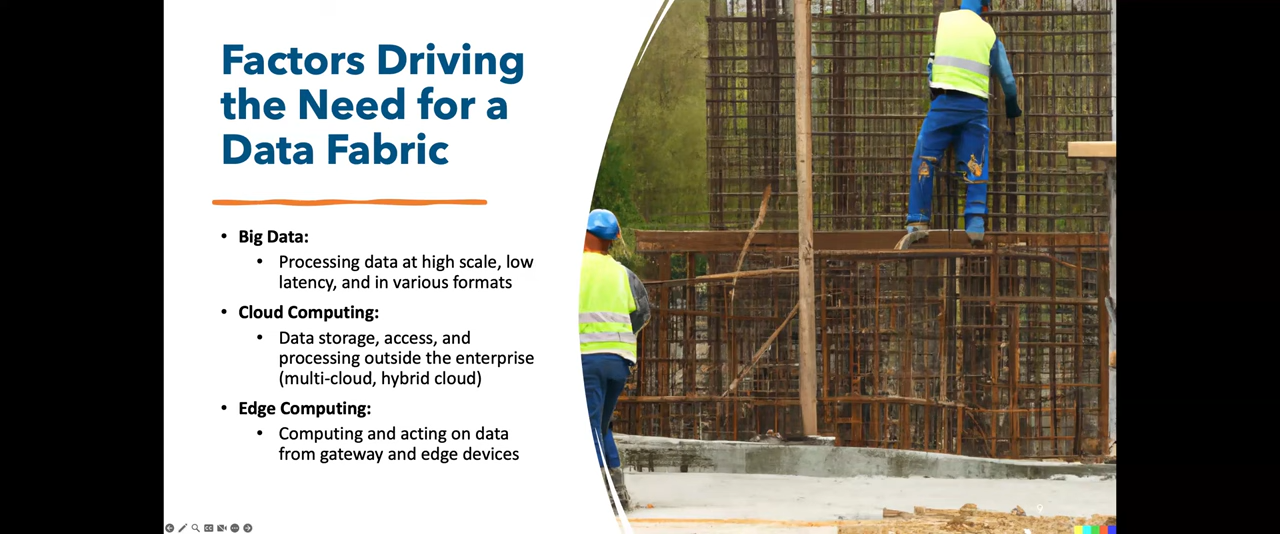 Factors Driving
the Need for a
Data Fabric
• Big Data:
• Processing data at high scale, low
latency, and in various formats
• Cloud Computing:
• Data storage, access, and
processing outside the enterprise
(multi-cloud, hybrid cloud)
• Edge Computing:
• Computing and acting on data
from gateway and edge devices
9